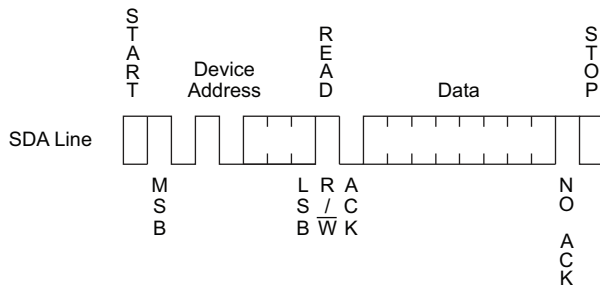 START
Device
Address
READ
Data
STOP
SDA Line
MSB
LSB
R/W
ACK
NO ACK